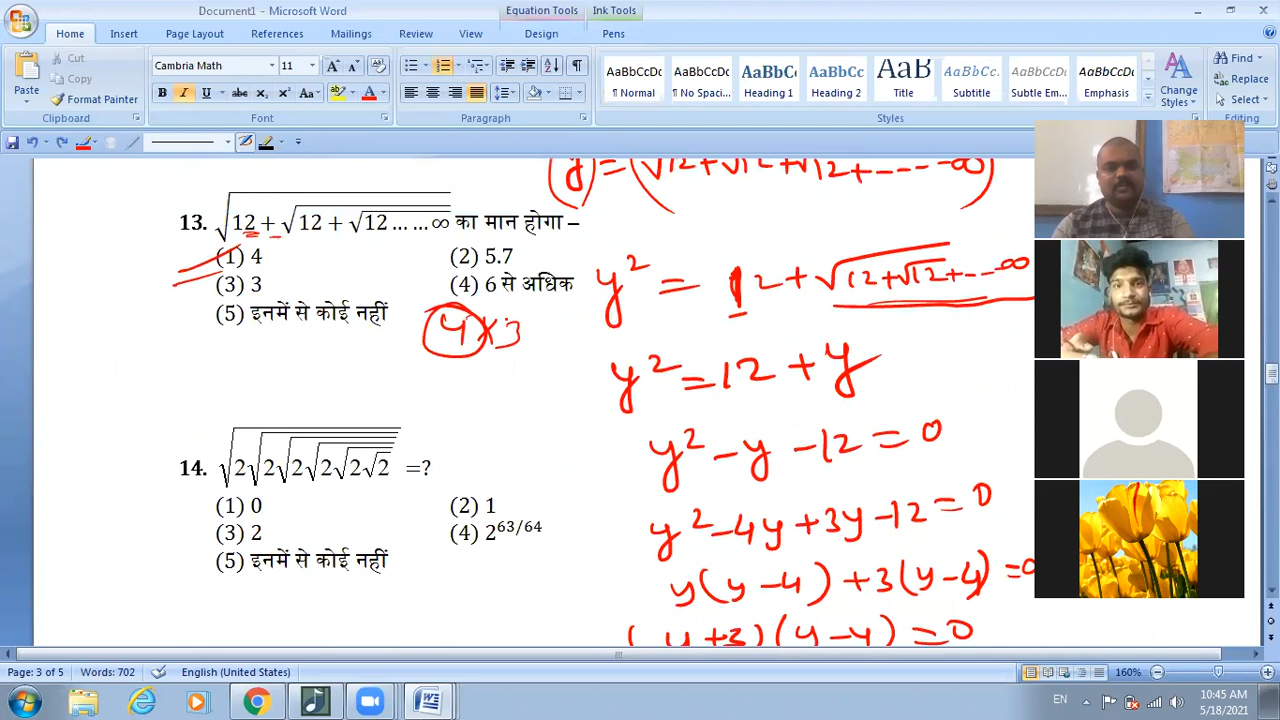 Document1 - Microsoft Word
Equation Tools
Ink Tools
Home Insert Page Layout References Mailings Review View Design Pens
Cut
Copy
Format Painter
Paste
Clipboard
Cambria Math 11
Font
Paragraph
AaBbCcDc AaBbCcDc AaBbCc AaBbCc AaB AaBbCc. AaBbCcDc AaBbCcDc
¶ Normal ¶ No Spaci... Heading 1 Heading 2 Title Subtitle Subtle Em... Emphasis
Change Styles
Styles
Find
Replace
Select
Editing
(y)=(√12+√12+√12+-----∞)
13. √12 + √12 + √12 ... ... ∞ का मान होगा –
(1) 4 (2) 5.7
(3) 3 (4) 6 से अधिक
(5) इनमें से कोई नहीं
4×3
y² = 12+√12+√12+--∞
y² = 12 + y
y² - y - 12 = 0
y² - 4y + 3y - 12 = 0
y(y - 4) + 3(y - 4) = 0
(y+3)(y-4) = 0
14. √2√2√2√2√2√2 =?
(1) 0 (2) 1
(3) 2 (4) 2^63/64
(5) इनमें से कोई नहीं
Page: 3 of 5 Words: 702 English (United States) 160%
EN 10:45 AM
5/18/2021